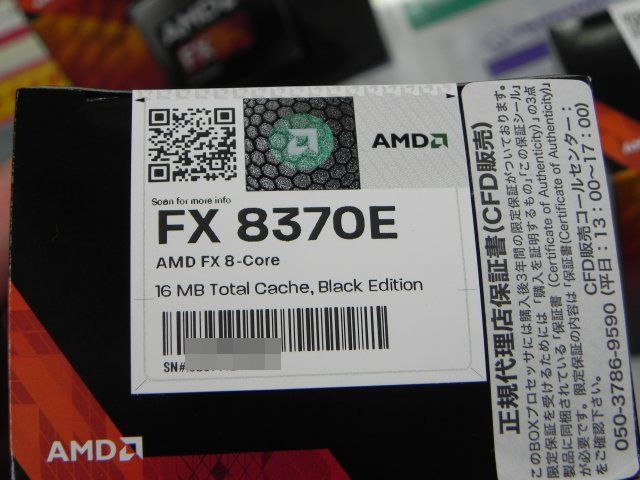 AMD
FX
AMD
Scan for more info
FX 8370E
AMD FX 8-Core
16 MB Total Cache, Black Edition
SN#
AMD
正規代理店保証書(CFD販売)
このBOXプロセッサには購入後3年間の限定保証がついております。
限定保証を受けるためには「購入を証明するもの」「この保証シール」
製品に同梱されている「保証書(Certificate of Authenticity)」の3点
が必要です。限定保証の内容は「保証書(Certificate of Authenticity)」
をご確認下さい。
CFD販売コールセンター:
050-3786-9590(平日:13:00~17:00)